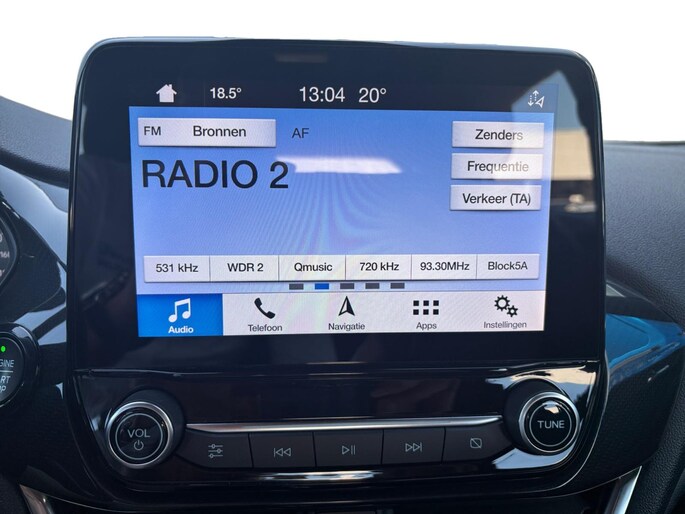 18.5° 13:04 20°
FM Bronnen AF Zenders
RADIO 2
Frequentie
Verkeer (TA)
531 kHz WDR 2 Qmusic 720 kHz 93.30MHz Block5A
Audio Telefoon Navigatie Apps Instellingen
VOL TUNE